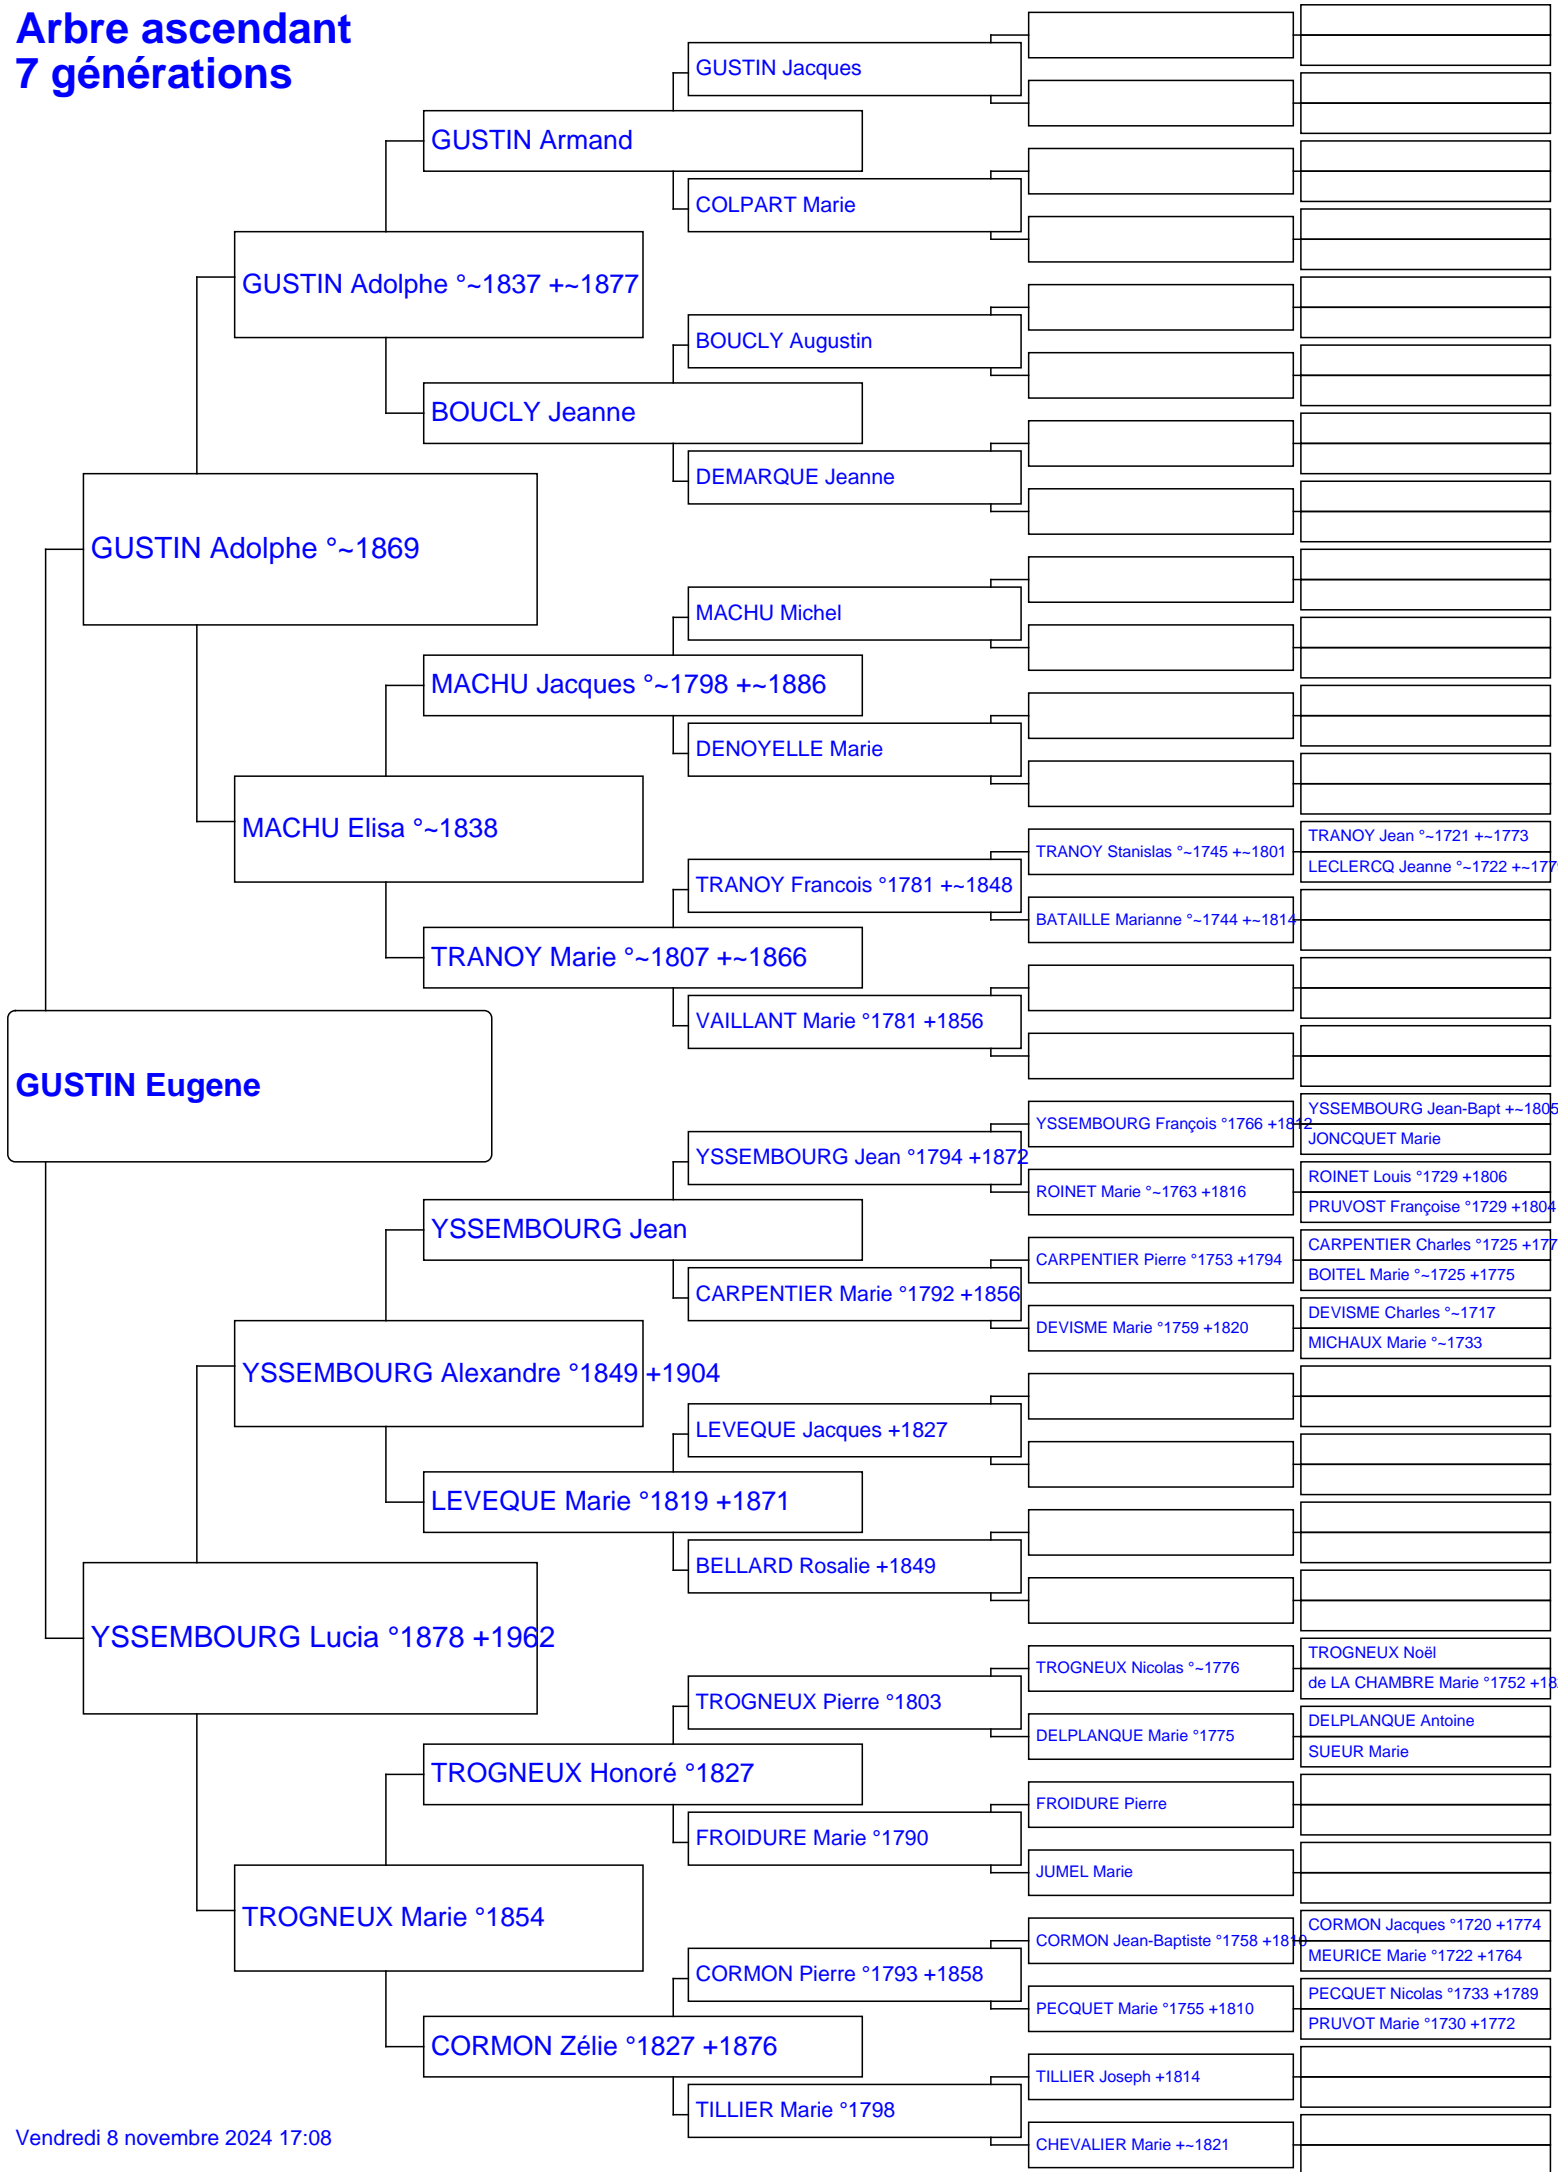 Arbre ascendant
7 générations
GUSTIN Jacques
GUSTIN Armand
COLPART Marie
GUSTIN Adolphe °~1837 +~1877
BOUCLY Augustin
BOUCLY Jeanne
DEMARQUE Jeanne
GUSTIN Adolphe °~1869
MACHU Michel
MACHU Jacques °~1798 +~1886
DENOYELLE Marie
MACHU Elisa °~1838
TRANOY Jean °~1721 +~1773
TRANOY Stanislas °~1745 +~1801
LECLERCQ Jeanne °~1722
TRANOY Francois °1781 +~1848
BATAILLE Marianne °~1744 +~1814
TRANOY Marie °~1807 +~1866
VAILLANT Marie °1781 +1856
GUSTIN Eugene
YSSEMBOURG Jean-Bapt +~1805
YSSEMBOURG François °1766 +1812
JONCQUET Marie
YSSEMBOURG Jean °1794 +1872
ROINET Louis °1729 +1806
ROINET Marie °~1763 +1816
PRUVOST Françoise °1729 +1804
YSSEMBOURG Jean
CARPENTIER Charles °1725
CARPENTIER Pierre °1753 +1794
BOITEL Marie °~1725 +1775
CARPENTIER Marie °1792 +1856
DEVISME Charles °~1717
DEVISME Marie °1759 +1820
MICHAUX Marie °~1733
YSSEMBOURG Alexandre °1849 +1904
LEVEQUE Jacques +1827
LEVEQUE Marie °1819 +1871
BELLARD Rosalie +1849
YSSEMBOURG Lucia °1878 +1962
TROGNEUX Noël
TROGNEUX Nicolas °~1776
de LA CHAMBRE Marie °1752
TROGNEUX Pierre °1803
DELPLANQUE Antoine
DELPLANQUE Marie °1775
SUEUR Marie
TROGNEUX Honoré °1827
FROIDURE Pierre
FROIDURE Marie °1790
JUMEL Marie
TROGNEUX Marie °1854
CORMON Jacques °1720 +1774
CORMON Jean-Baptiste °1758 +1810
MEURICE Marie °1722 +1764
CORMON Pierre °1793 +1858
PECQUET Nicolas °1733 +1789
PECQUET Marie °1755 +1810
PRUVOT Marie °1730 +1772
CORMON Zélie °1827 +1876
TILLIER Joseph +1814
TILLIER Marie °1798
CHEVALIER Marie +~1821
Vendredi 8 novembre 2024 17:08